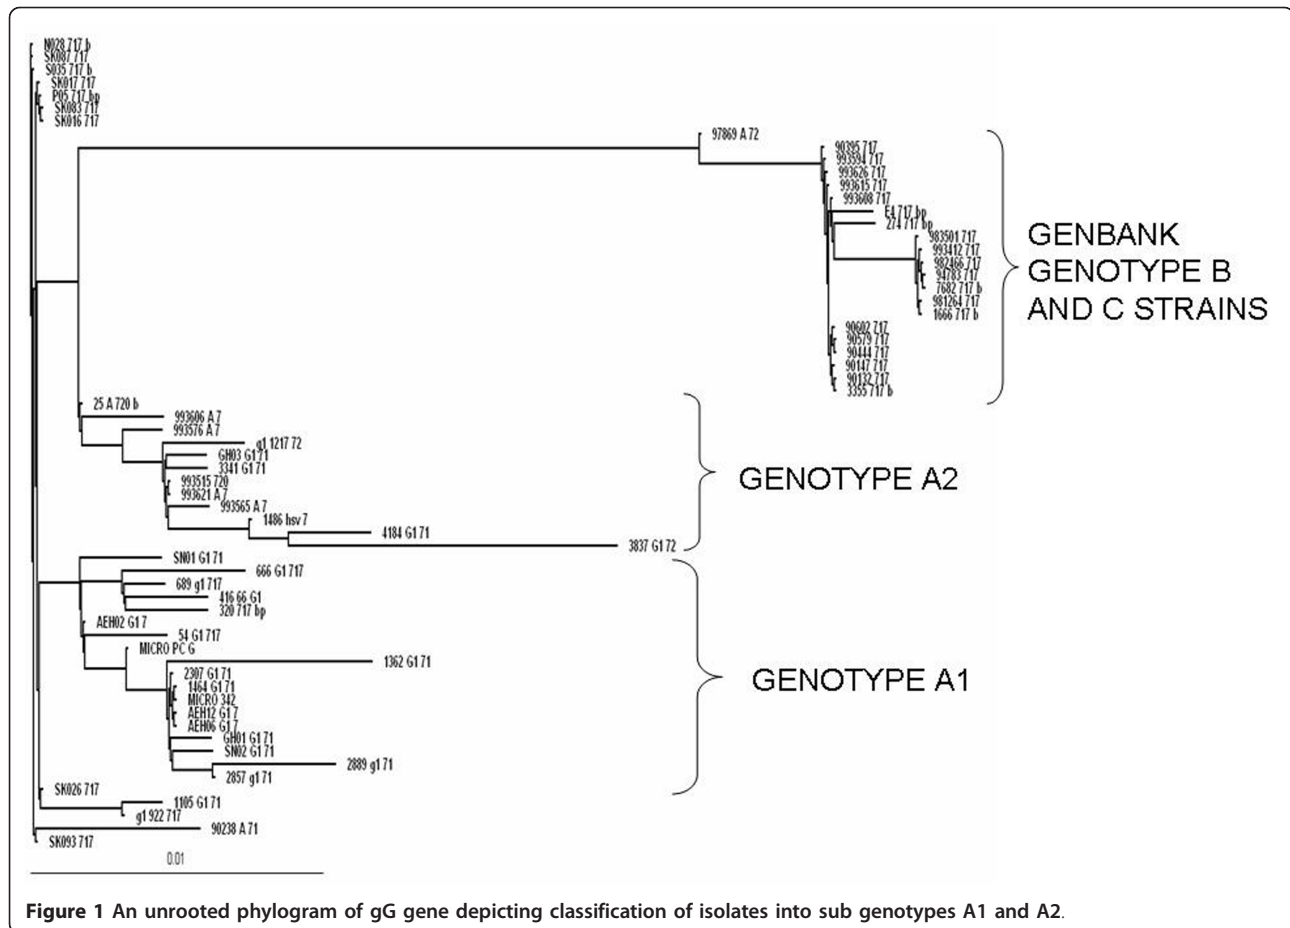 N028 717 b
SK087 717
S035 717 b
SK017 717
P05 717 bp
SK083 717
SK016 717
97869 A 72
90395 717
993594 717
993626 717
993615 717
993608 717
E4 717 bp
274 717 bp
983501 717
993412 717
982466 717
94783 717
7682 717 b
981264 717
1666 717 b
90602 717
90579 717
90444 717
90147 717
90132 717
3355 717 b
GENBANK
GENOTYPE B
AND C STRAINS
25 A 720 b
993606 A 7
993576 A 7
g1 1217 72
GH03 G1 71
3341 G1 71
993515 720
993621 A 7
993565 A 7
1486 hsv 7
4184 G1 71
3837 G1 72
GENOTYPE A2
SN01 G1 71
666 G1 717
689 g1 717
416 66 G1
320 717 bp
AEH02 G1 7
54 G1 717
MICRO PC G
1362 G1 71
2307 G1 71
1464 G1 71
MICRO 342
AEH12 G1 7
AEH06 G1 7
GH01 G1 71
SN02 G1 71
2889 g1 71
2857 g1 71
GENOTYPE A1
SK026 717
1105 G1 71
g1 922 717
90238 A 71
SK093 717
0.01
Figure 1 An unrooted phylogram of gG gene depicting classification of isolates into sub genotypes A1 and A2.